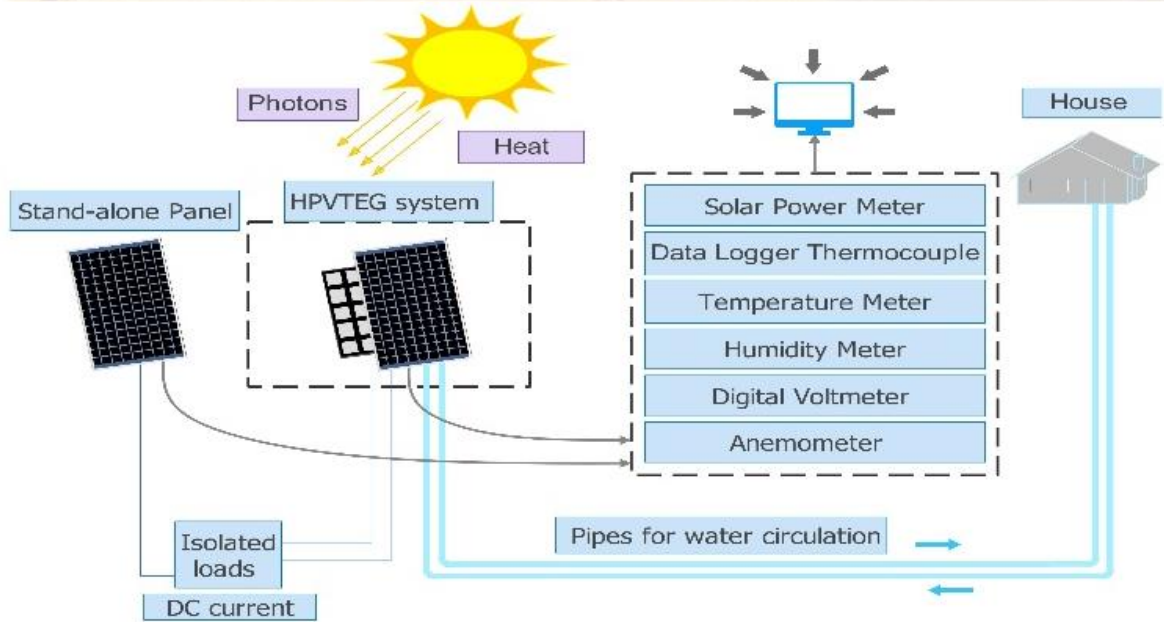 Photons
Heat
House
Stand-alone Panel
HPVTEG system
Solar Power Meter
Data Logger Thermocouple
Temperature Meter
Humidity Meter
Digital Voltmeter
Anemometer
Pipes for water circulation
Isolated
loads
DC current